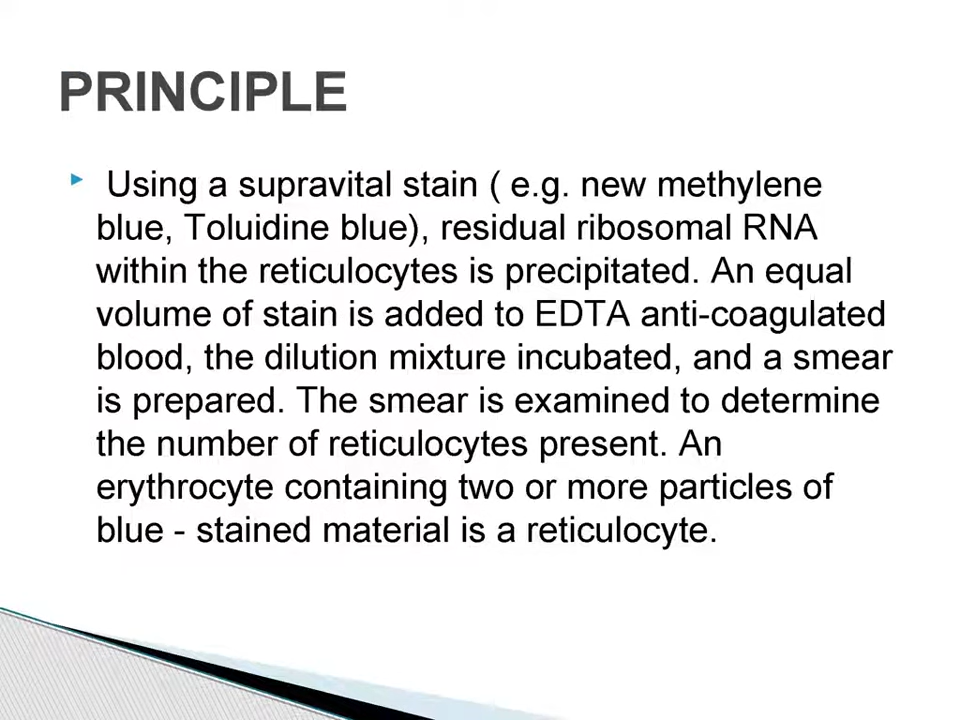 PRINCIPLE
Using a supravital stain ( e.g. new methylene
blue, Toluidine blue), residual ribosomal RNA
within the reticulocytes is precipitated. An equal
volume of stain is added to EDTA anti-coagulated
blood, the dilution mixture incubated, and a smear
is prepared. The smear is examined to determine
the number of reticulocytes present. An
erythrocyte containing two or more particles of
blue - stained material is a reticulocyte.